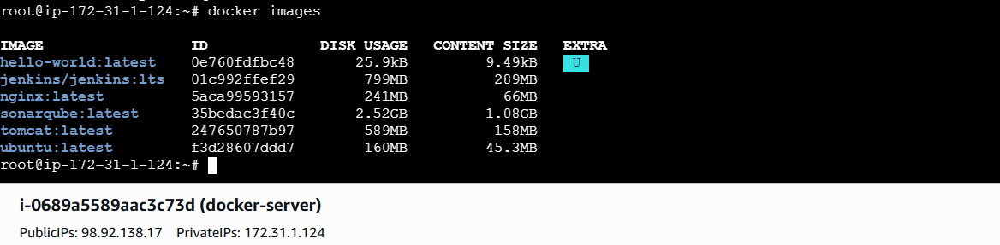 root@ip-172-31-1-124:~# docker images
IMAGE ID DISK USAGE CONTENT SIZE EXTRA
hello-world:latest 0e760fdfbc48 25.9kB 9.49kB U
jenkins/jenkins:lts 01c992ffef29 799MB 289MB
nginx:latest 5aca99593157 241MB 66MB
sonarqube:latest 35bedac3f40c 2.52GB 1.08GB
tomcat:latest 247650787b97 589MB 158MB
ubuntu:latest f3d28607ddd7 160MB 45.3MB
root@ip-172-31-1-124:~#
i-0689a5589aac3c73d (docker-server)
PublicIPs: 98.92.138.17 PrivateIPs: 172.31.1.124